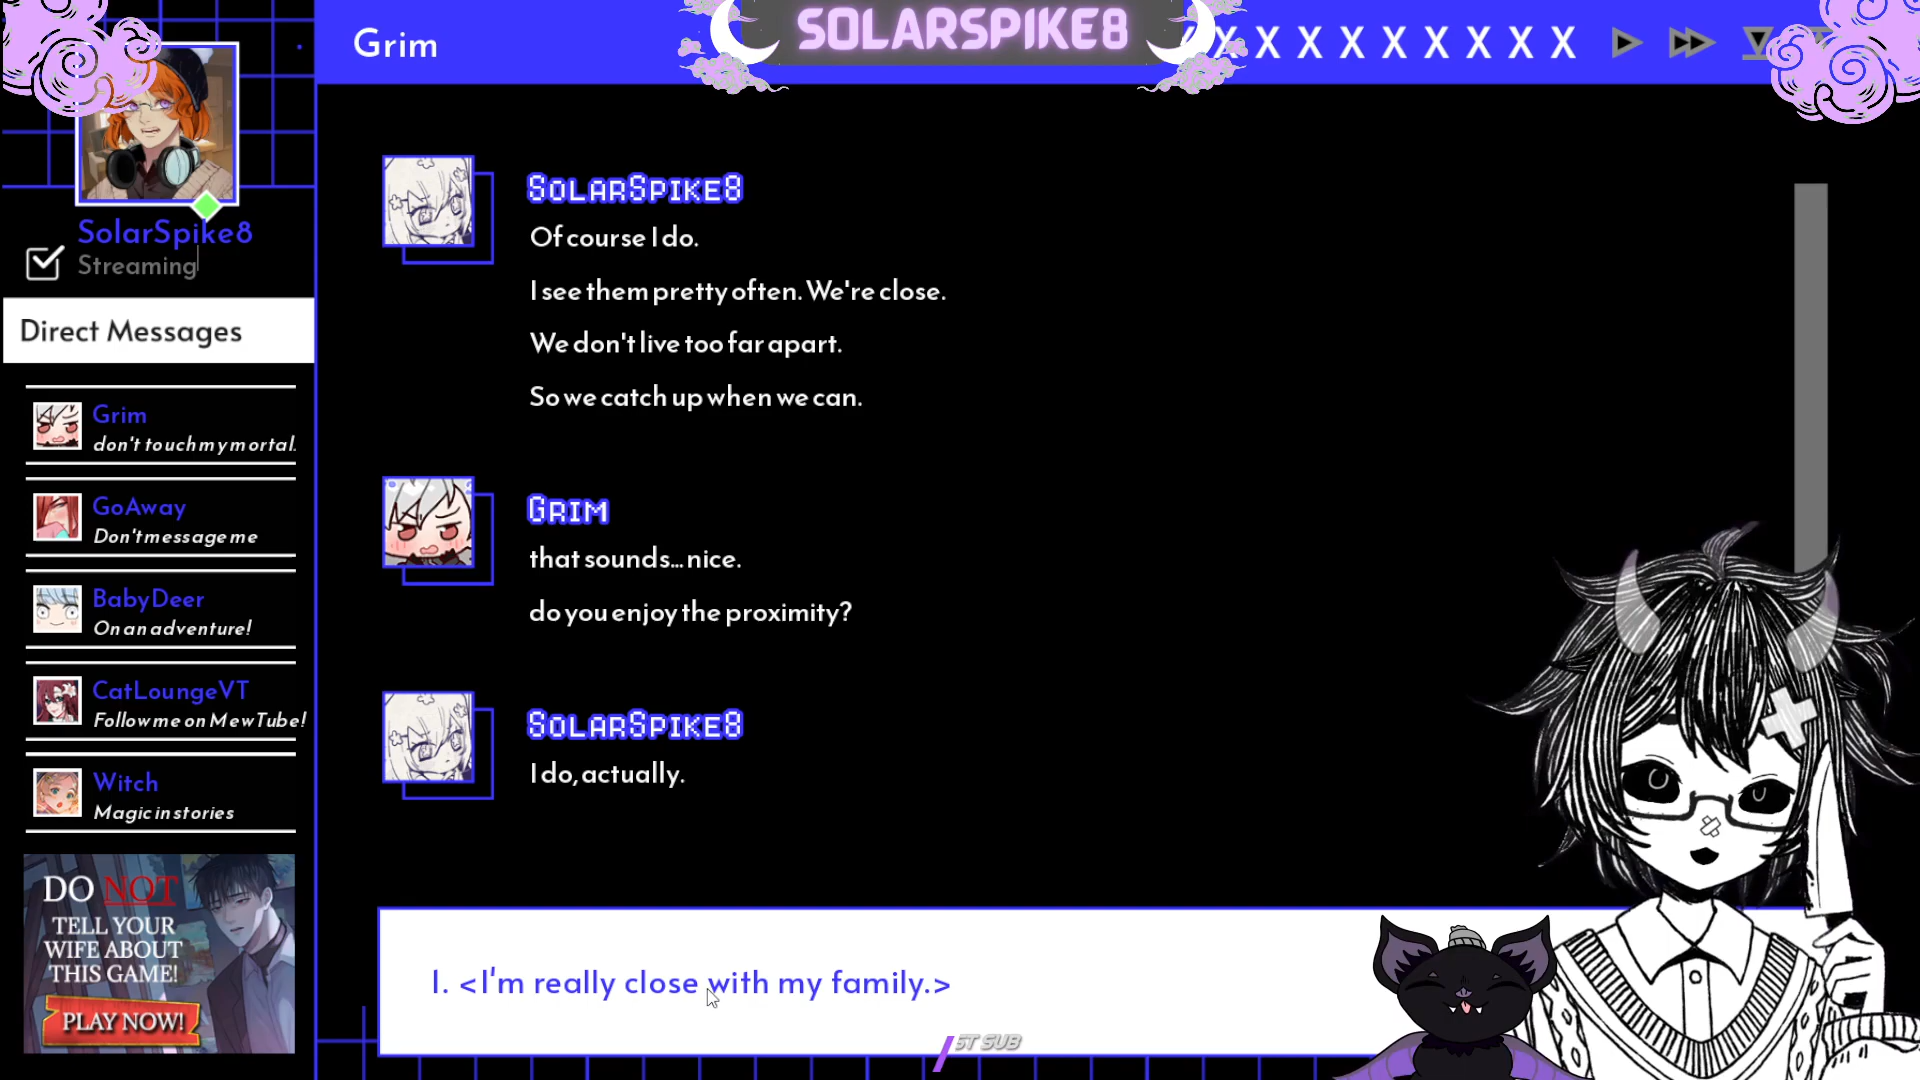 SOLARSPIKE8
Grim
X X X X X X X X X
SolarSpike8
Streaming
Direct Messages
Grim
don't touch my mortal.
GoAway
Don't message me
BabyDeer
On an adventure!
CatLoungeVT
Follow me on MewTube!
Witch
Magic in stories
DO NOT
TELL YOUR
WIFE ABOUT
THIS GAME!
PLAY NOW!
SOLARSPIKE8
Of course I do.
I see them pretty often. We're close.
We don't live too far apart.
So we catch up when we can.
GRIM
that sounds... nice.
do you enjoy the proximity?
SOLARSPIKE8
I do, actually.
1. <I'm really close with my family.>
ST SUB